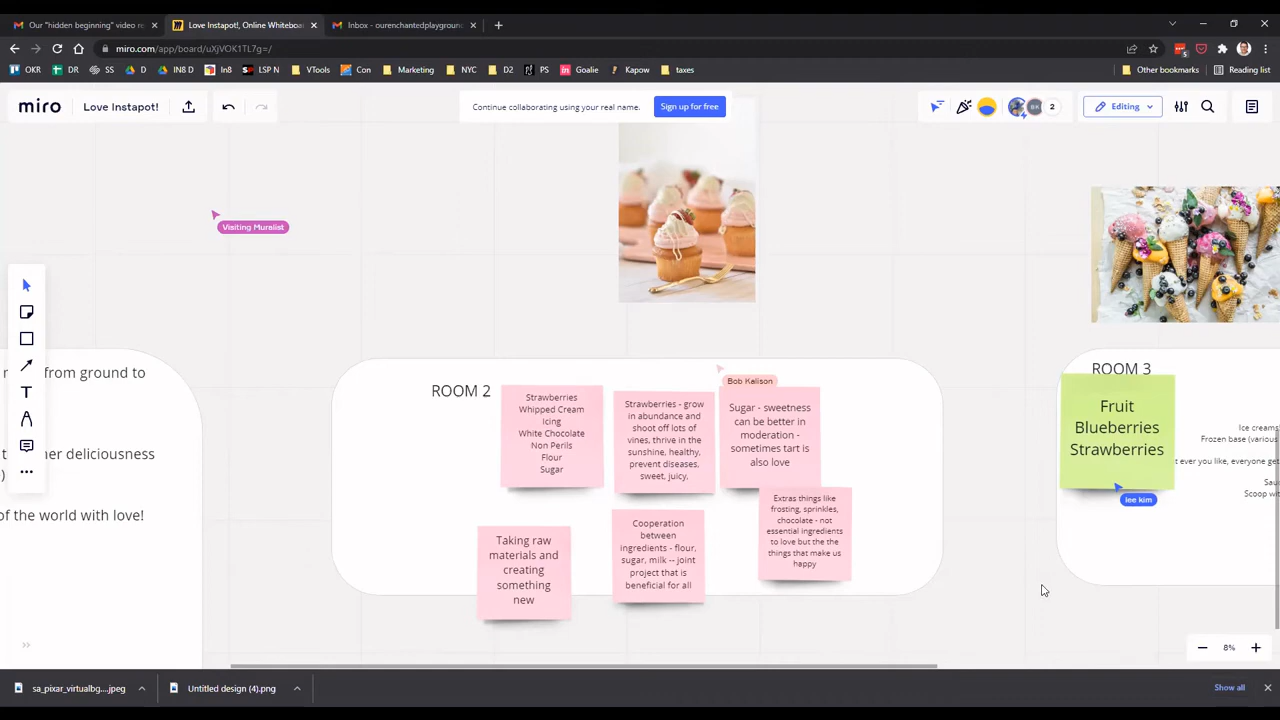 Our "hidden beginning" video re
Love Instapot!, Online Whiteboa
Inbox - ourenchantedplayground
miro.com/app/board/uXjVOK1TL7g=/
OKR
DR
SS
D
IN8 D
In8
LSP N
VTools
Con
Marketing
NYC
D2
PS
Goalie
Kapow
taxes
Other bookmarks
Reading list
miro
Love Instapot!
Continue collaborating using your real name.
Sign up for free
2
Editing
Visiting Muralist
from ground to
her deliciousness
of the world with love!
ROOM 2
Strawberries
Whipped Cream
Icing
White Chocolate
Non Perils
Flour
Sugar
Strawberries - grow
in abundance and
shoot off lots of
vines, thrive in the
sunshine, healthy,
prevent diseases,
sweet, juicy,
Bob Kalison
Sugar - sweetness
can be better in
moderation -
sometimes tart is
also love
Taking raw
materials and
creating
something
new
Cooperation
between
ingredients - flour,
sugar, milk -- joint
project that is
beneficial for all
Extras things like
frosting, sprinkles,
chocolate - not
essential ingredients
to love but the the
things that make us
happy
ROOM 3
Fruit
Blueberries
Strawberries
lee kim
Ice creams
Frozen base (various
ever you like, everyone get
Sau
Scoop wit
8%
sa_pixar_virtualbg....jpeg
Untitled design (4).png
Show all